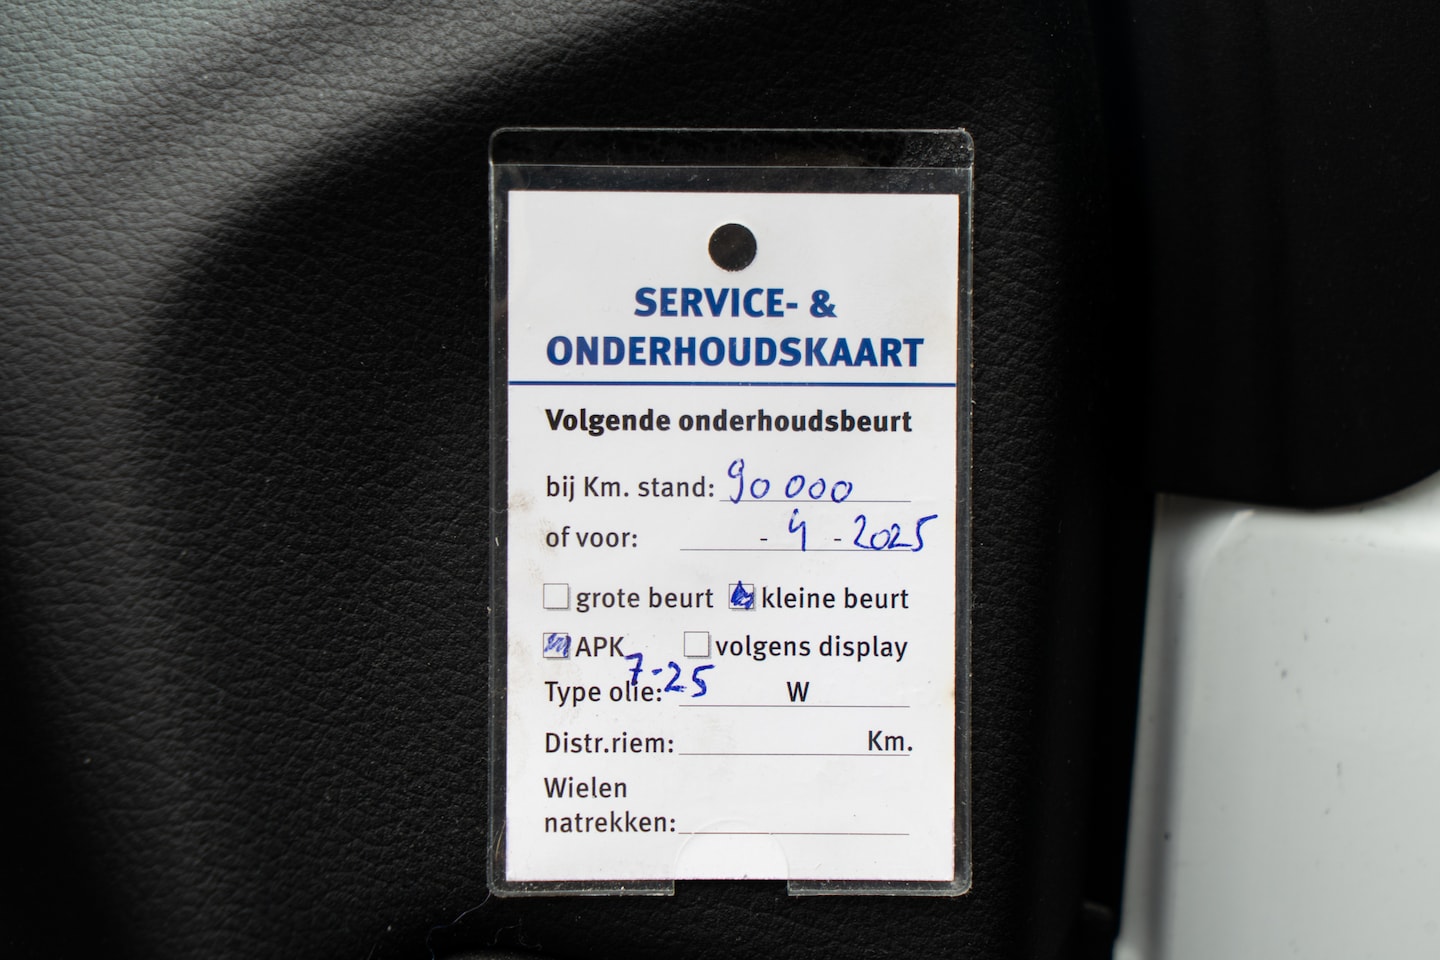 SERVICE- &
ONDERHOUDSKAART
Volgende onderhoudsbeurt
bij Km. stand: 90 000
of voor: - 4 - 2025
grote beurt kleine beurt
APK 7-25 volgens display
Type olie: W
Distr.riem: Km.
Wielen
natrekken: